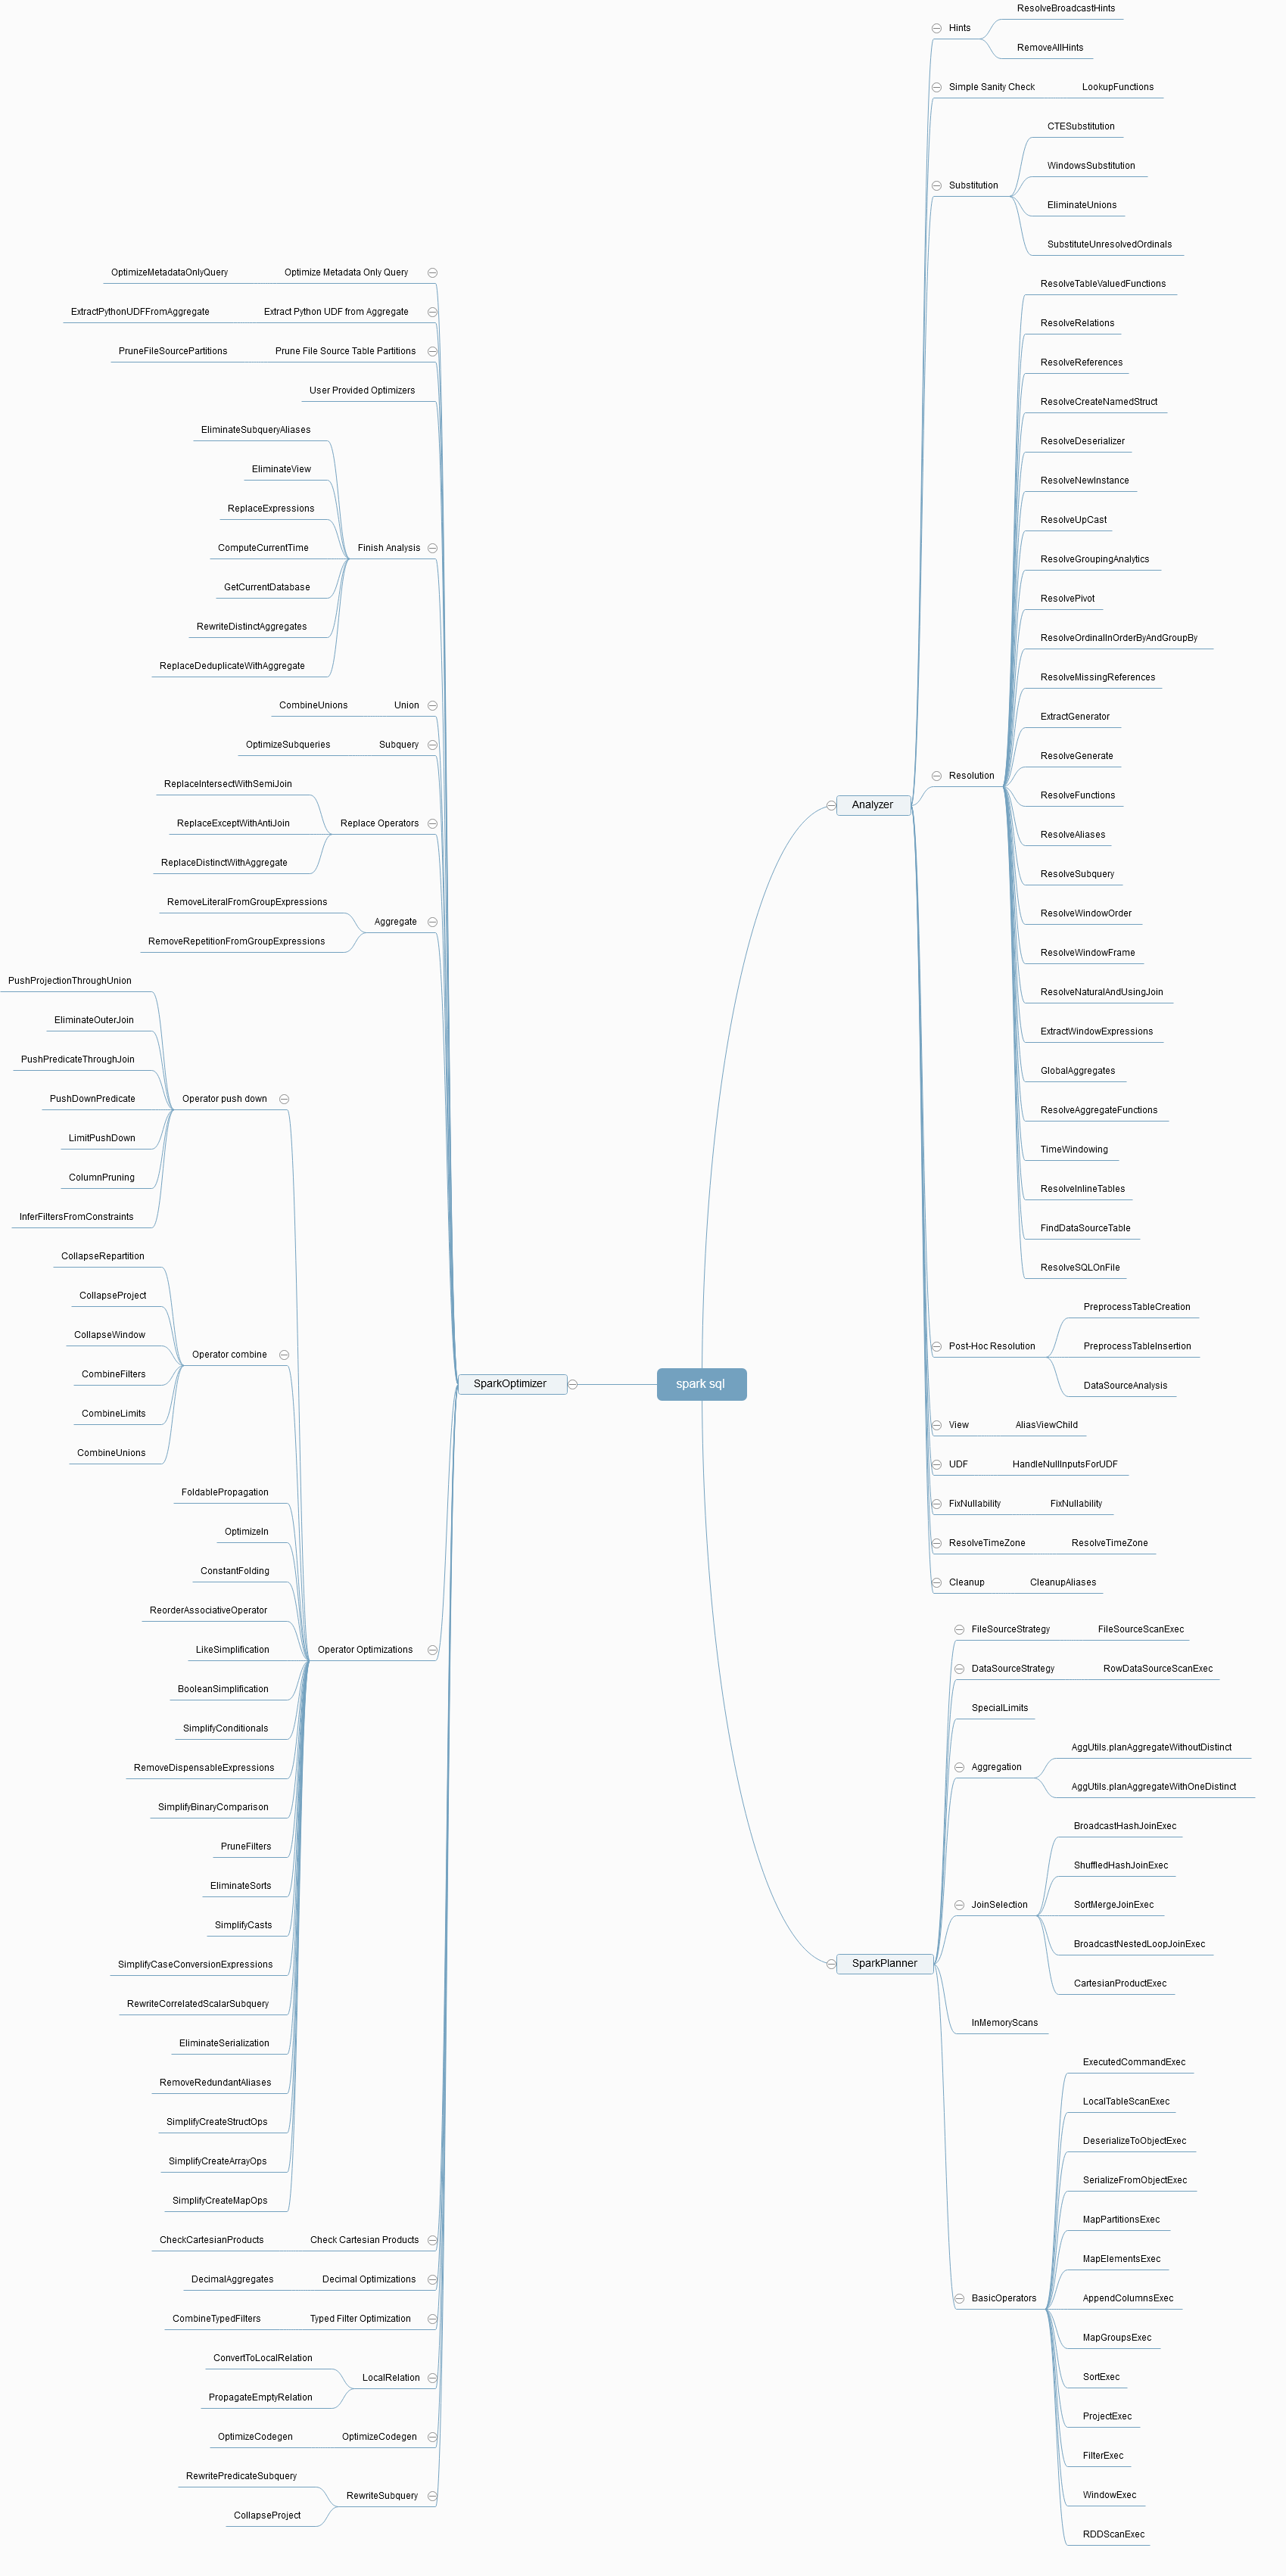 spark sql
Analyzer
Hints
ResolveBroadcastHints
RemoveAllHints
Simple Sanity Check
LookupFunctions
Substitution
CTESubstitution
WindowsSubstitution
EliminateUnions
SubstituteUnresolvedOrdinals
Resolution
ResolveTableValuedFunctions
ResolveRelations
ResolveReferences
ResolveCreateNamedStruct
ResolveDeserializer
ResolveNewInstance
ResolveUpCast
ResolveGroupingAnalytics
ResolvePivot
ResolveOrdinalInOrderByAndGroupBy
ResolveMissingReferences
ExtractGenerator
ResolveGenerate
ResolveFunctions
ResolveAliases
ResolveSubquery
ResolveWindowOrder
ResolveWindowFrame
ResolveNaturalAndUsingJoin
ExtractWindowExpressions
GlobalAggregates
ResolveAggregateFunctions
TimeWindowing
ResolveInlineTables
FindDataSourceTable
ResolveSQLOnFile
Post-Hoc Resolution
PreprocessTableCreation
PreprocessTableInsertion
DataSourceAnalysis
View
AliasViewChild
UDF
HandleNullInputsForUDF
FixNullability
FixNullability
ResolveTimeZone
ResolveTimeZone
Cleanup
CleanupAliases
SparkPlanner
FileSourceStrategy
FileSourceScanExec
DataSourceStrategy
RowDataSourceScanExec
SpecialLimits
Aggregation
AggUtils.planAggregateWithoutDistinct
AggUtils.planAggregateWithOneDistinct
JoinSelection
BroadcastHashJoinExec
ShuffledHashJoinExec
SortMergeJoinExec
BroadcastNestedLoopJoinExec
CartesianProductExec
InMemoryScans
BasicOperators
ExecutedCommandExec
LocalTableScanExec
DeserializeToObjectExec
SerializeFromObjectExec
MapPartitionsExec
MapElementsExec
AppendColumnsExec
MapGroupsExec
SortExec
ProjectExec
FilterExec
WindowExec
RDDScanExec
SparkOptimizer
Optimize Metadata Only Query
OptimizeMetadataOnlyQuery
Extract Python UDF from Aggregate
ExtractPythonUDFFromAggregate
Prune File Source Table Partitions
PruneFileSourcePartitions
User Provided Optimizers
Finish Analysis
EliminateSubqueryAliases
EliminateView
ReplaceExpressions
ComputeCurrentTime
GetCurrentDatabase
RewriteDistinctAggregates
ReplaceDeduplicateWithAggregate
Union
CombineUnions
Subquery
OptimizeSubqueries
Replace Operators
ReplaceIntersectWithSemiJoin
ReplaceExceptWithAntiJoin
ReplaceDistinctWithAggregate
Aggregate
RemoveLiteralFromGroupExpressions
RemoveRepetitionFromGroupExpressions
Operator Optimizations
Operator push down
PushProjectionThroughUnion
EliminateOuterJoin
PushPredicateThroughJoin
PushDownPredicate
LimitPushDown
ColumnPruning
InferFiltersFromConstraints
Operator combine
CollapseRepartition
CollapseProject
CollapseWindow
CombineFilters
CombineLimits
CombineUnions
FoldablePropagation
OptimizeIn
ConstantFolding
ReorderAssociativeOperator
LikeSimplification
BooleanSimplification
SimplifyConditionals
RemoveDispensableExpressions
SimplifyBinaryComparison
PruneFilters
EliminateSorts
SimplifyCasts
SimplifyCaseConversionExpressions
RewriteCorrelatedScalarSubquery
EliminateSerialization
RemoveRedundantAliases
SimplifyCreateStructOps
SimplifyCreateArrayOps
SimplifyCreateMapOps
Check Cartesian Products
CheckCartesianProducts
Decimal Optimizations
DecimalAggregates
Typed Filter Optimization
CombineTypedFilters
LocalRelation
ConvertToLocalRelation
PropagateEmptyRelation
OptimizeCodegen
OptimizeCodegen
RewriteSubquery
RewritePredicateSubquery
CollapseProject